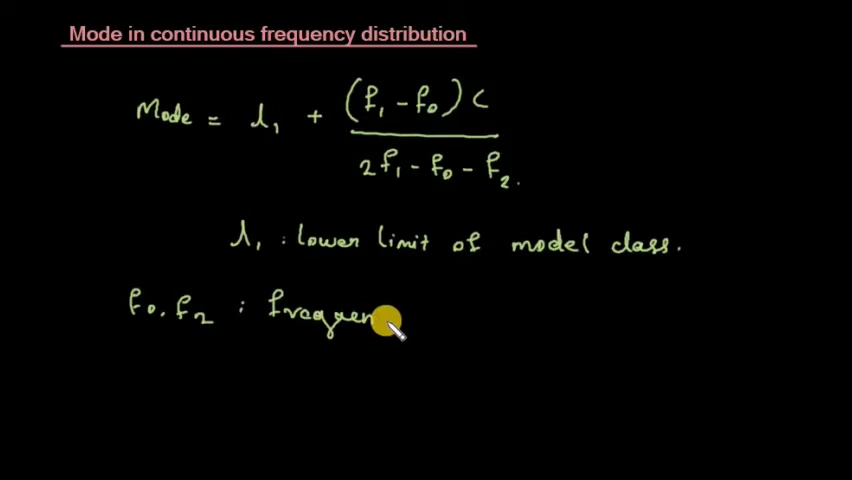 Mode in continuous frequency distribution
Mode = l₁ + (f₁ - f₀) C / 2f₁ - f₀ - f₂.
l₁ : lower limit of model class.
f₀. f₂ : frequen